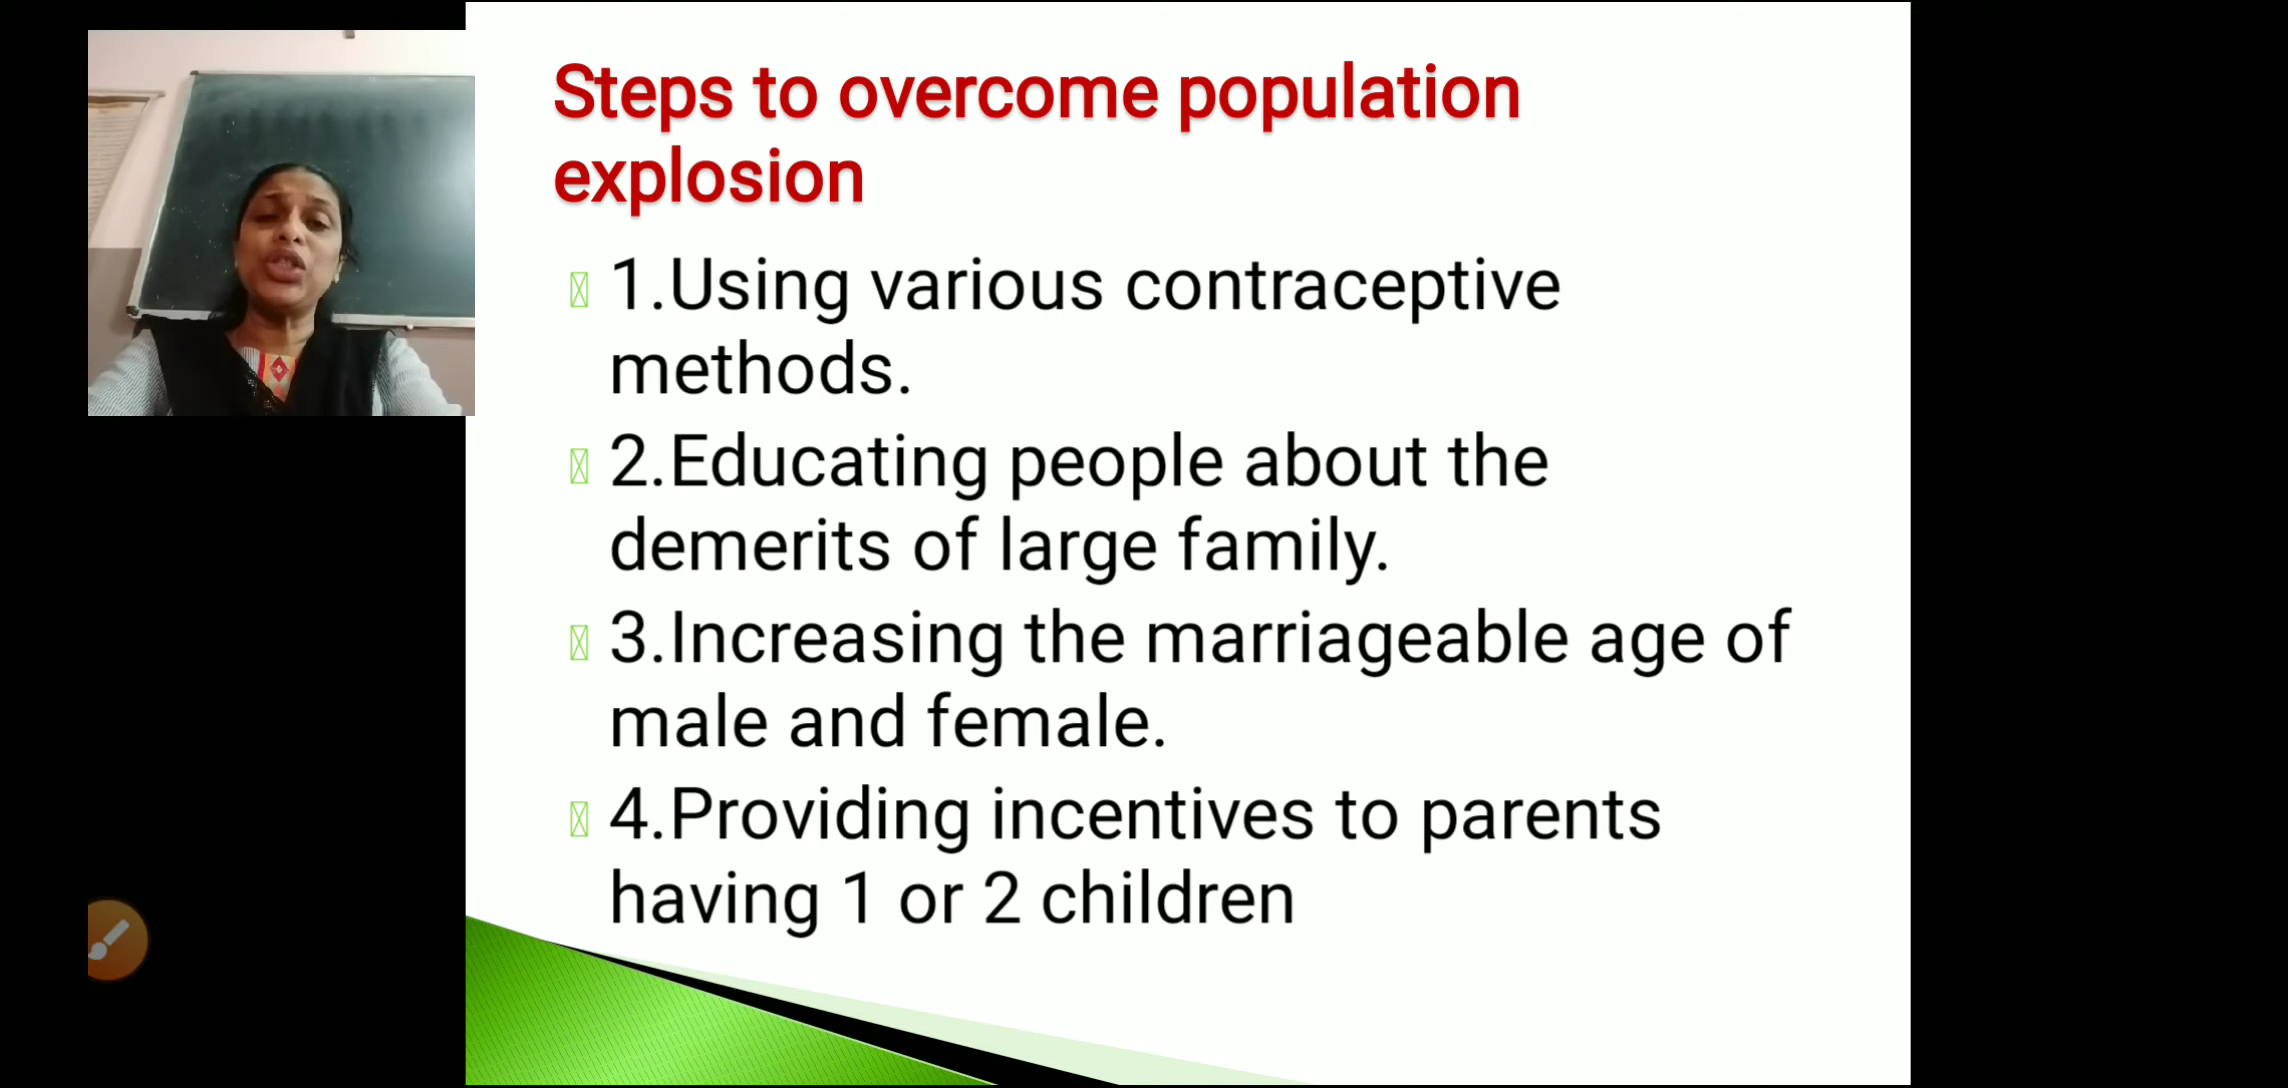 Steps to overcome population
explosion
1.Using various contraceptive
methods.
2.Educating people about the
demerits of large family.
3.Increasing the marriageable age of
male and female.
4.Providing incentives to parents
having 1 or 2 children